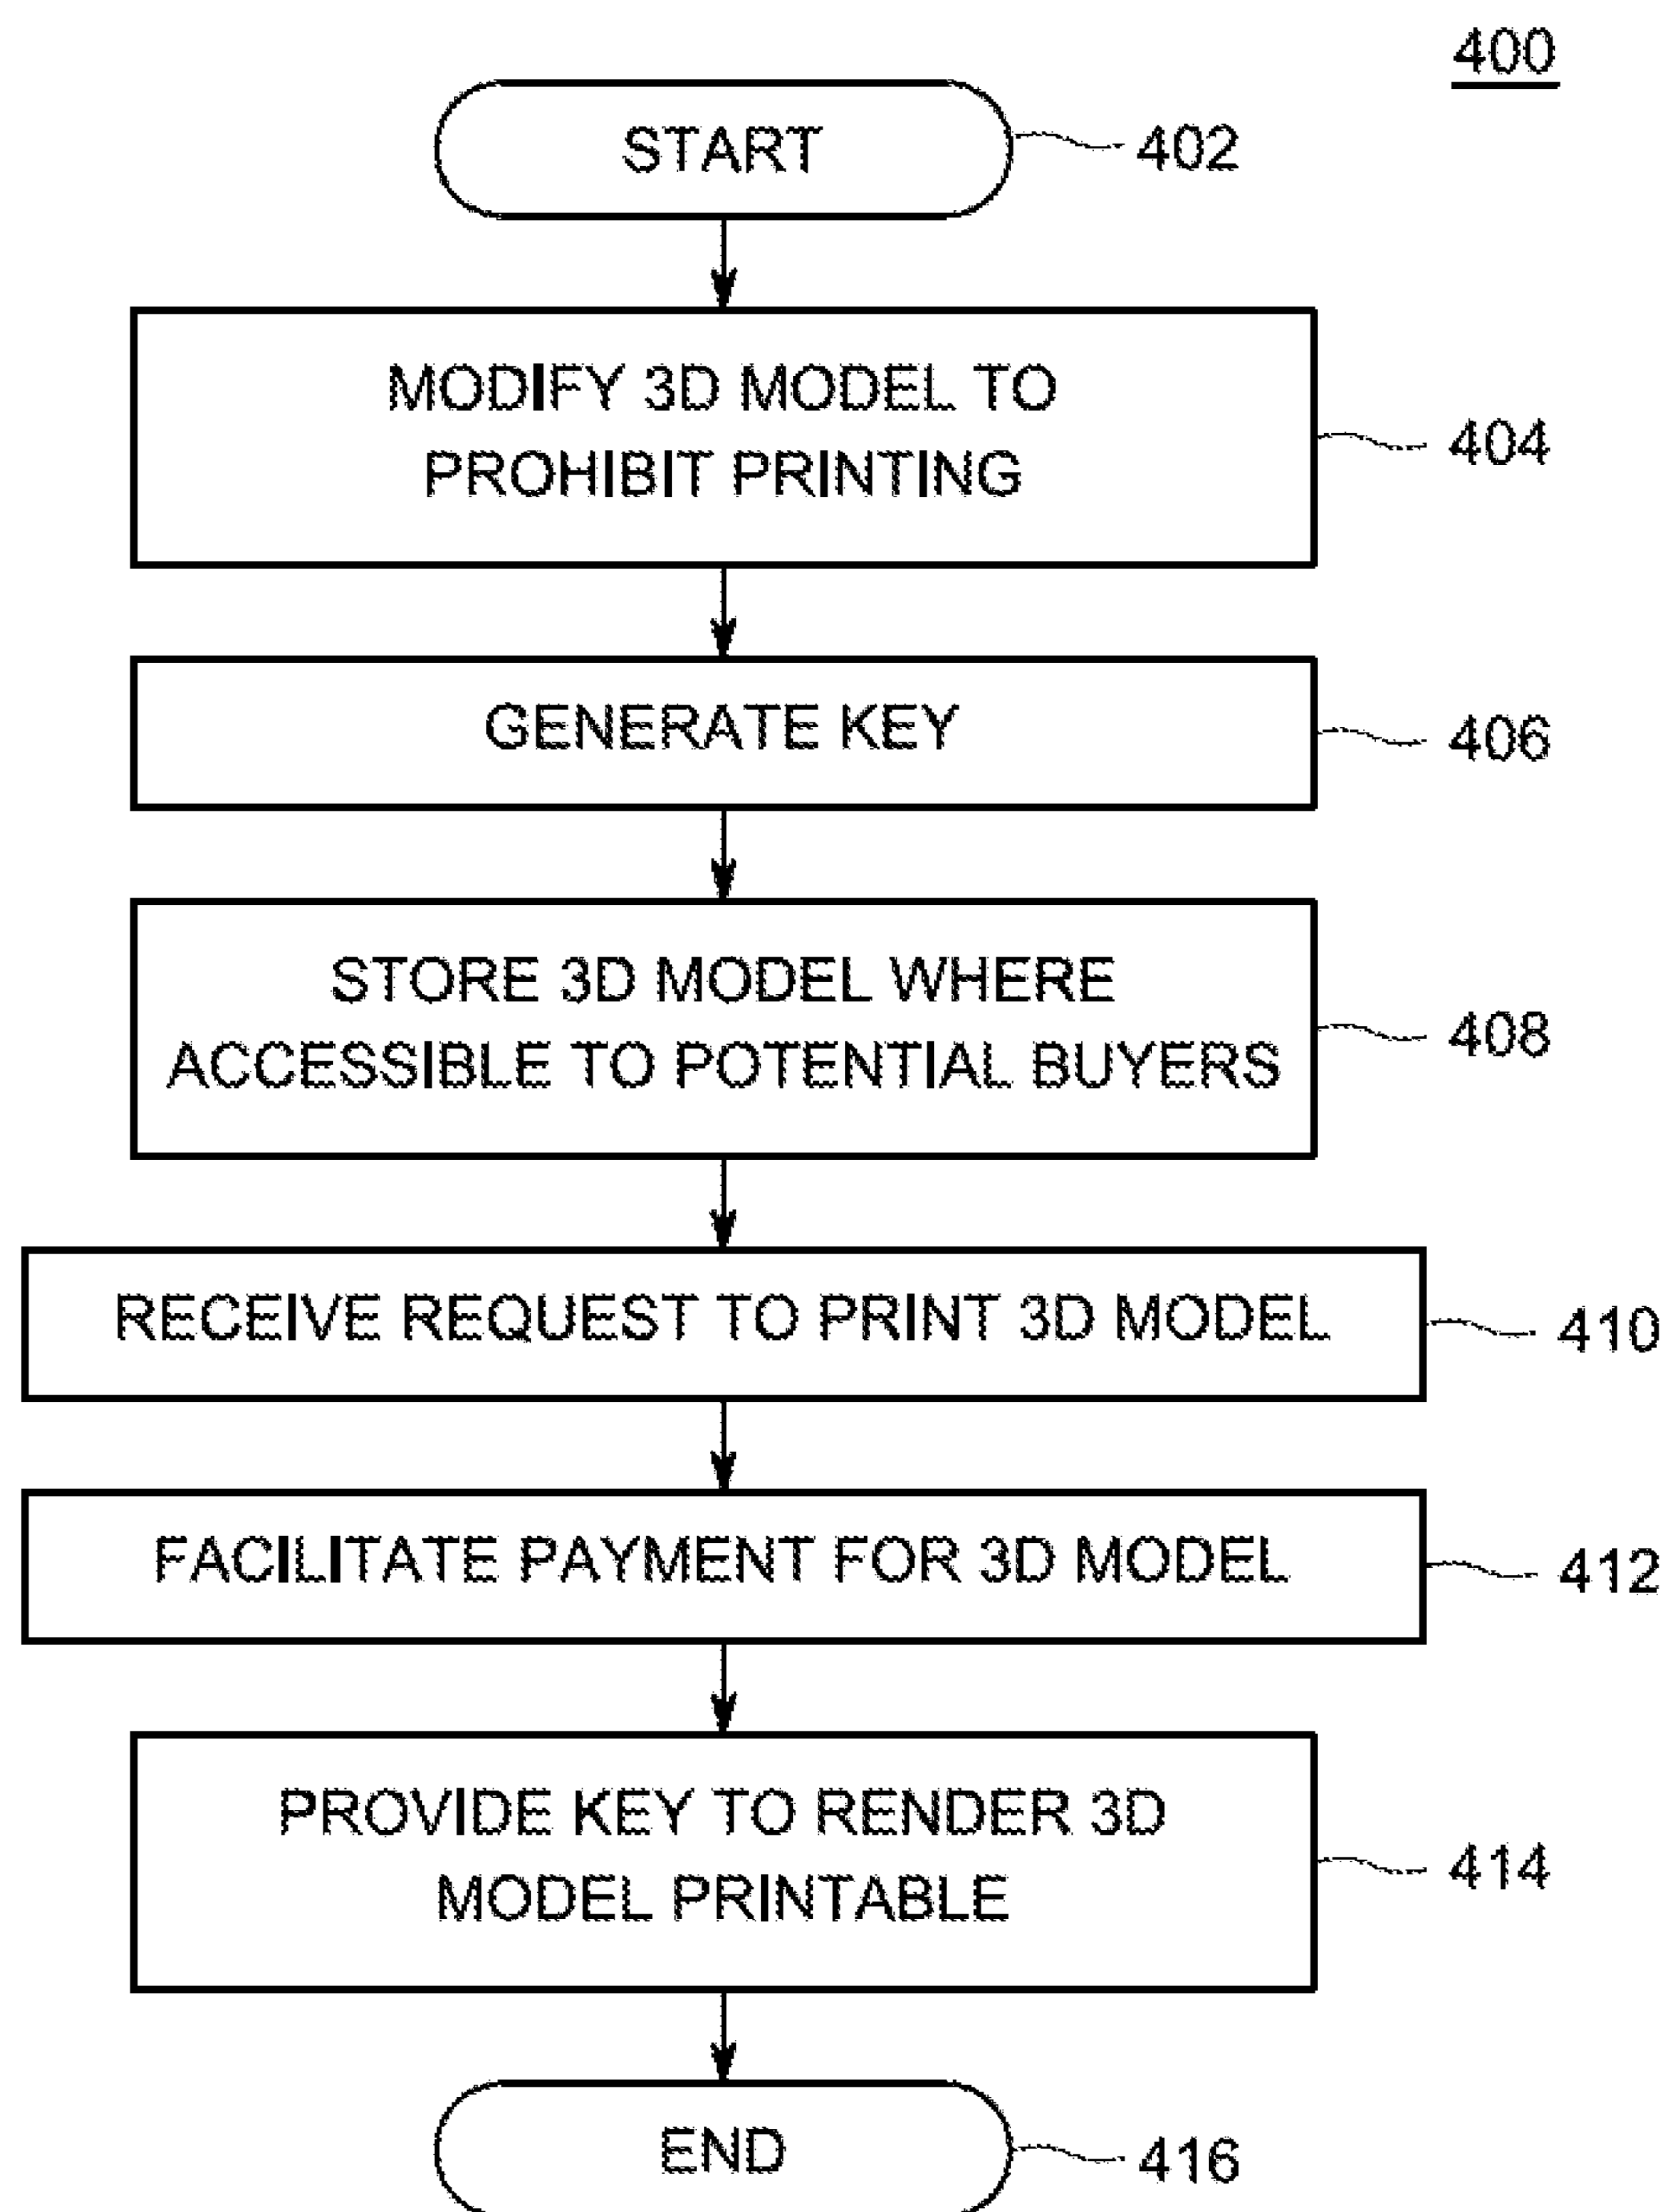 400
START
402
MODIFY 3D MODEL TO
PROHIBIT PRINTING
404
GENERATE KEY
406
STORE 3D MODEL WHERE
ACCESSIBLE TO POTENTIAL BUYERS
408
RECEIVE REQUEST TO PRINT 3D MODEL
410
FACILITATE PAYMENT FOR 3D MODEL
412
PROVIDE KEY TO RENDER 3D
MODEL PRINTABLE
414
END
416